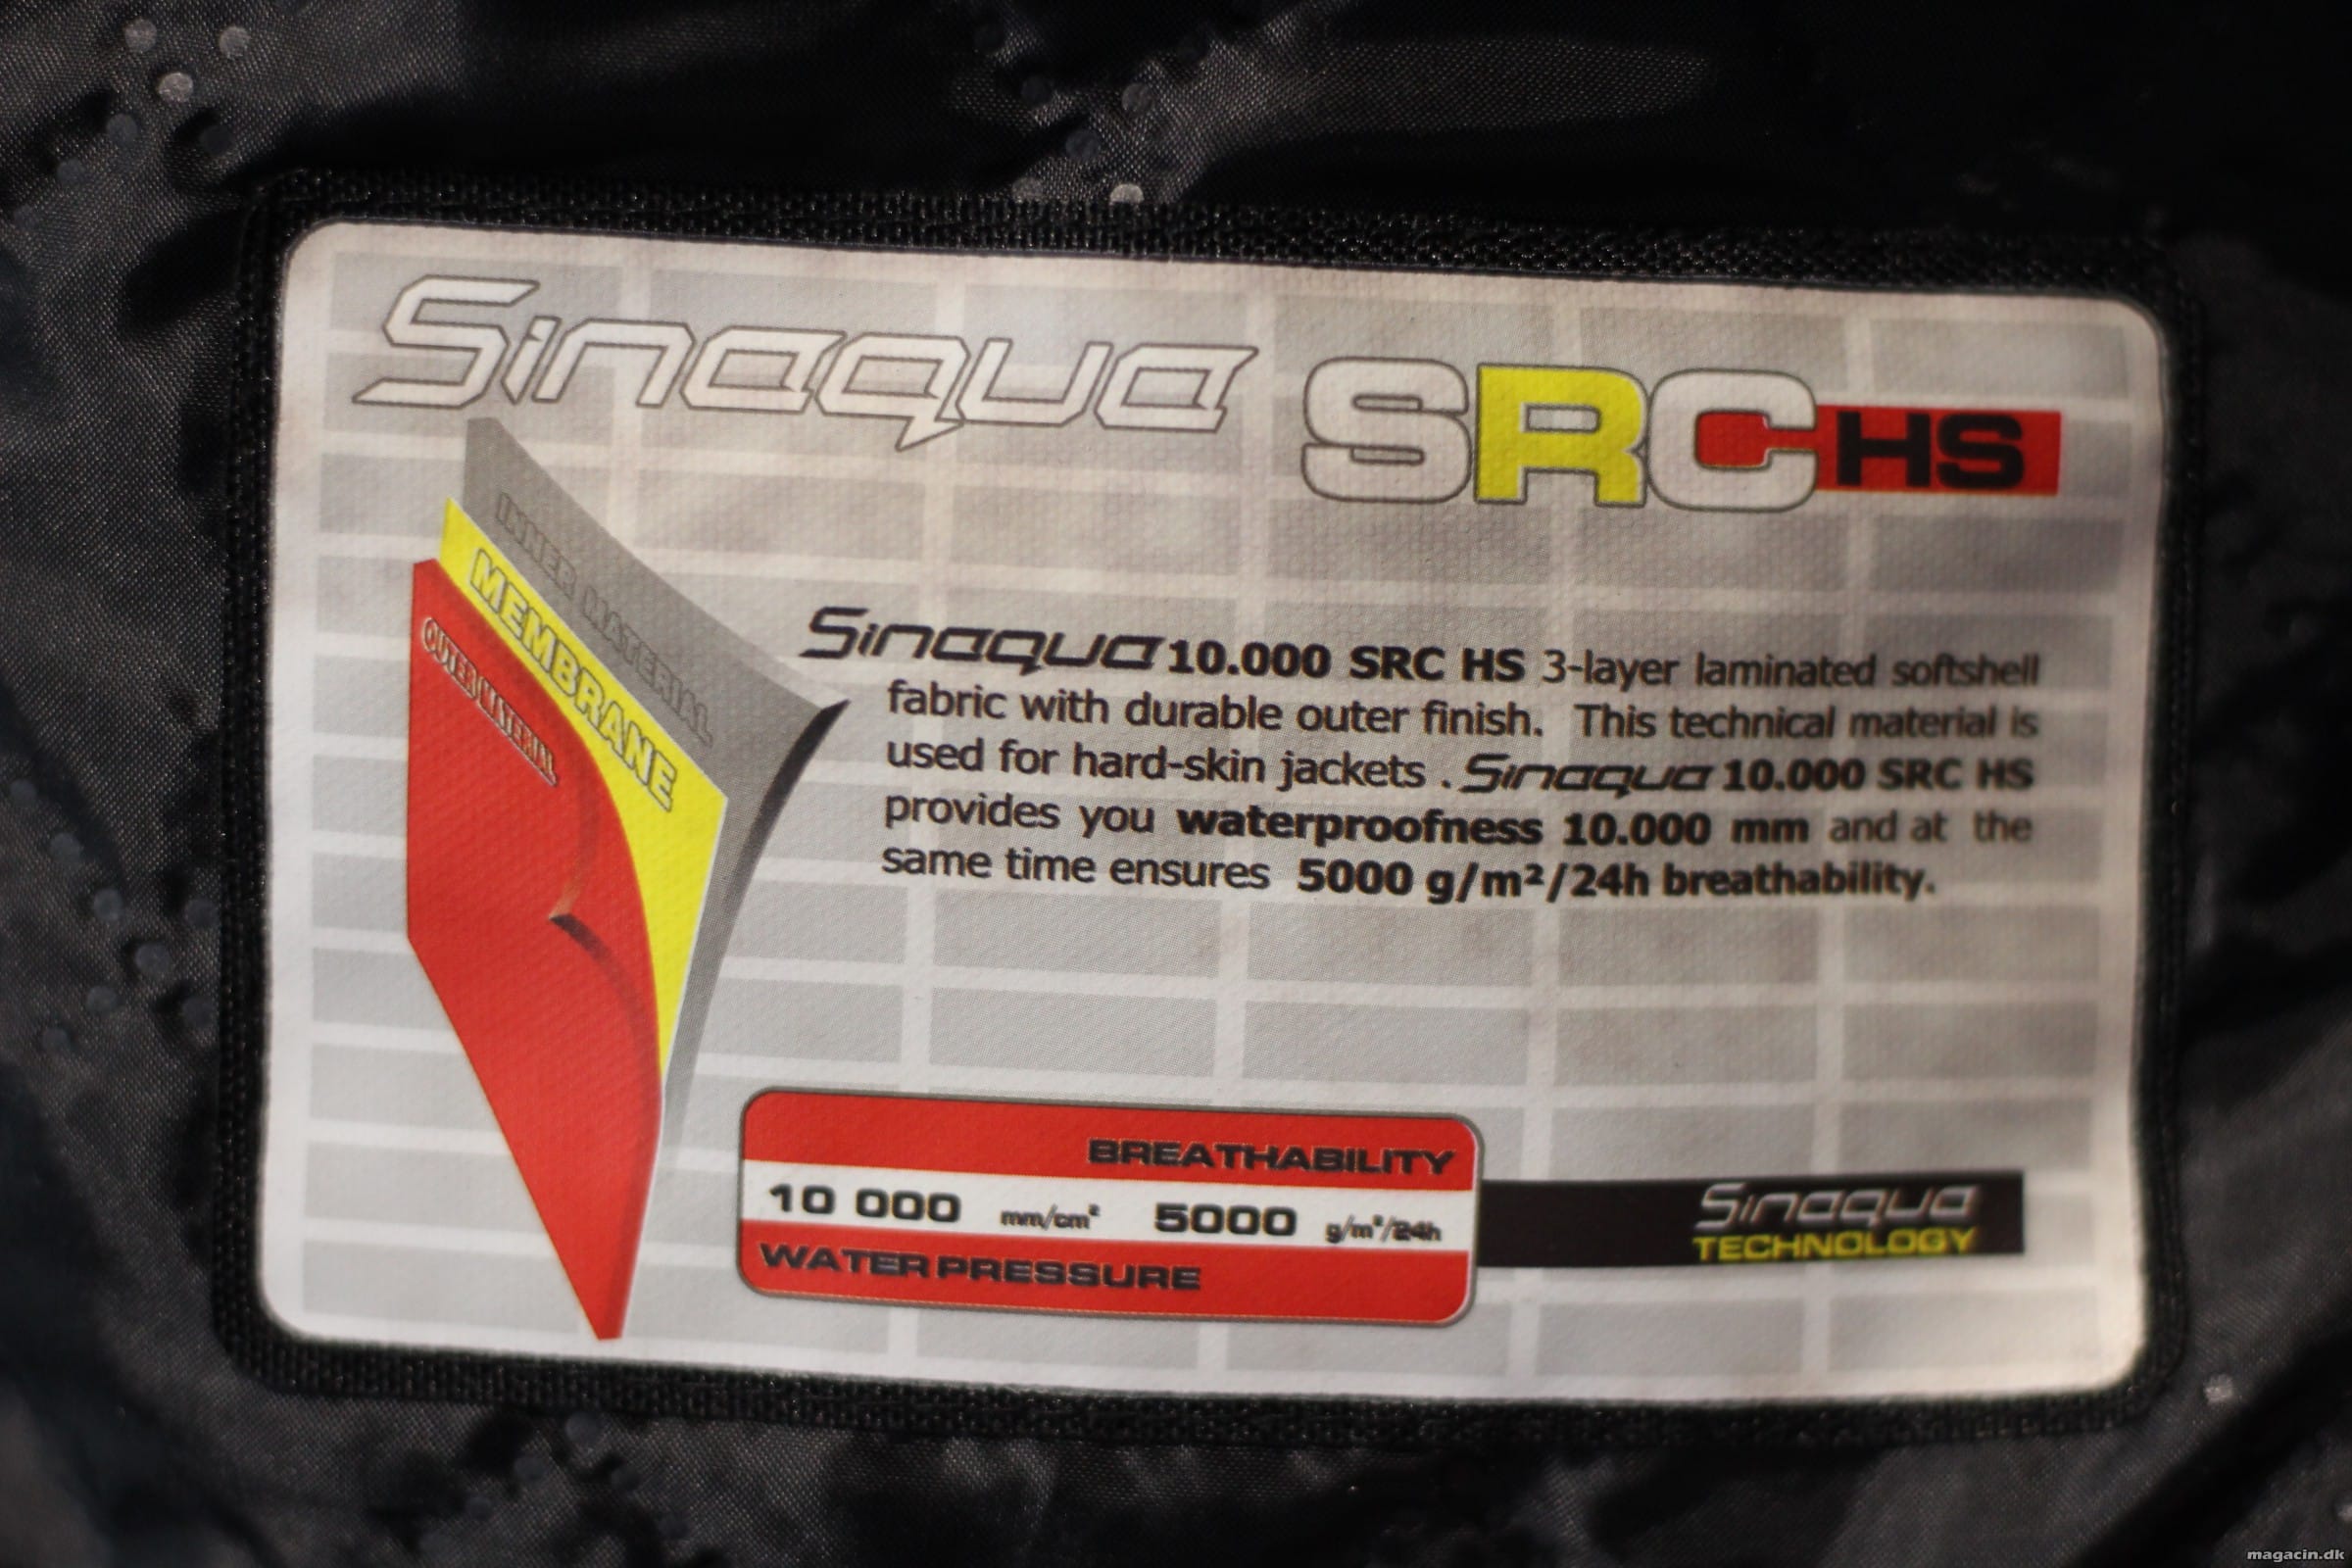 Sinaqua SRC HS
INNER MATERIAL
MEMBRANE
OUTER MATERIAL
Sinaqua 10.000 SRC HS 3-layer laminated softshell
fabric with durable outer finish. This technical material is
used for hard-skin jackets . Sinaqua 10.000 SRC HS
provides you waterproofness 10.000 mm and at the
same time ensures 5000 g/m²/24h breathability.
BREATHABILITY
10 000 mm/cm² 5000 g/m²/24h
WATER PRESSURE
Sinaqua
TECHNOLOGY
magacin.dk